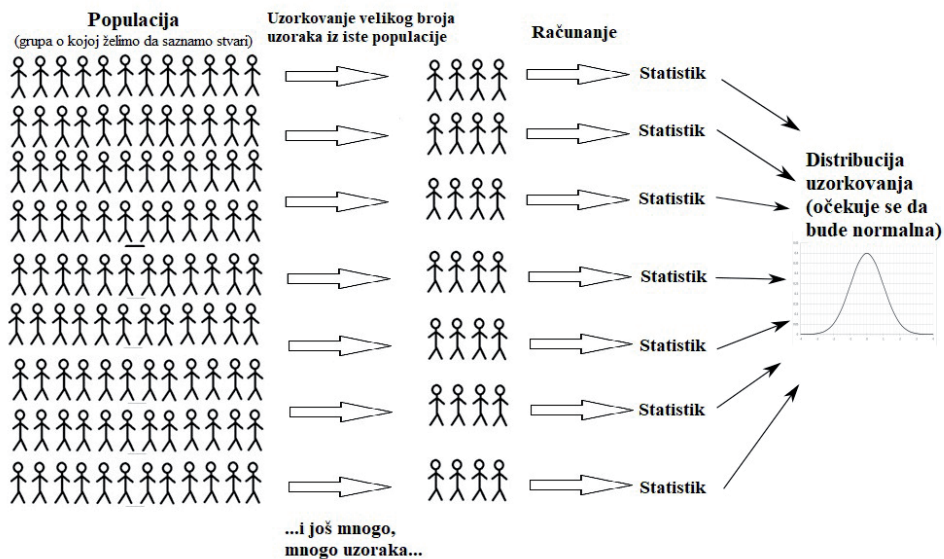 Populacija
(grupa o kojoj želimo da saznamo stvari)
Uzorkovanje velikog broja
uzoraka iz iste populacije
Računanje
Statistik
Statistik
Statistik
Statistik
Statistik
Statistik
Statistik
Distribucija
uzorkovanja
(očekuje se da
bude normalna)
...i još mnogo,
mnogo uzoraka...